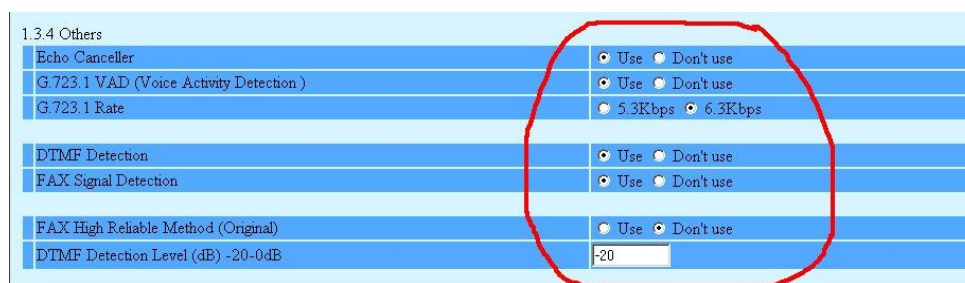 1.3.4 Others
Echo Canceller Use Don't use
G.723.1 VAD (Voice Activity Detection ) Use Don't use
G.723.1 Rate 5.3Kbps 6.3Kbps
DTMF Detection Use Don't use
FAX Signal Detection Use Don't use
FAX High Reliable Method (Original) Use Don't use
DTMF Detection Level (dB) -20-0dB -20